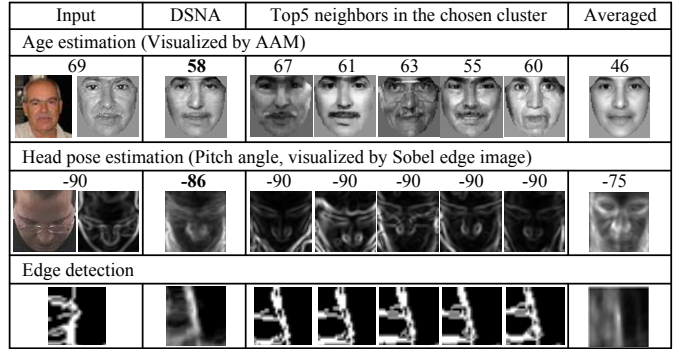 Input DSNA Top5 neighbors in the chosen cluster Averaged
Age estimation (Visualized by AAM)
69 58 67 61 63 55 60 46
Head pose estimation (Pitch angle, visualized by Sobel edge image)
-90 -86 -90 -90 -90 -90 -90 -75
Edge detection